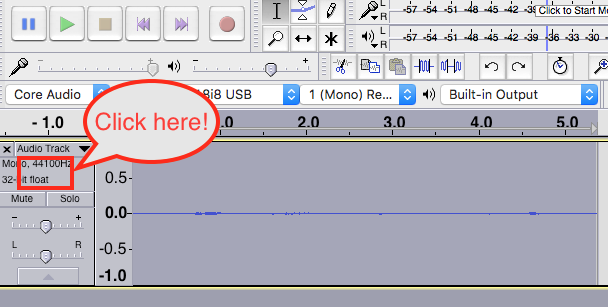 L
R
-57 -54 -51 -48 -45 -42 -39
Click to Start Mo
L
R
-57 -54 -51 -48 -45 -42 -39 -36 -33 -30
- +
- +
Core Audio
8i8 USB
1 (Mono) Re...
Built-in Output
Click here!
- 1.0
.0
2.0
3.0
4.0
5.0
Audio Track
Mono, 44100Hz
32-bit float
Mute
Solo
- +
L R
0.5
0.0
-0.5
-1.0